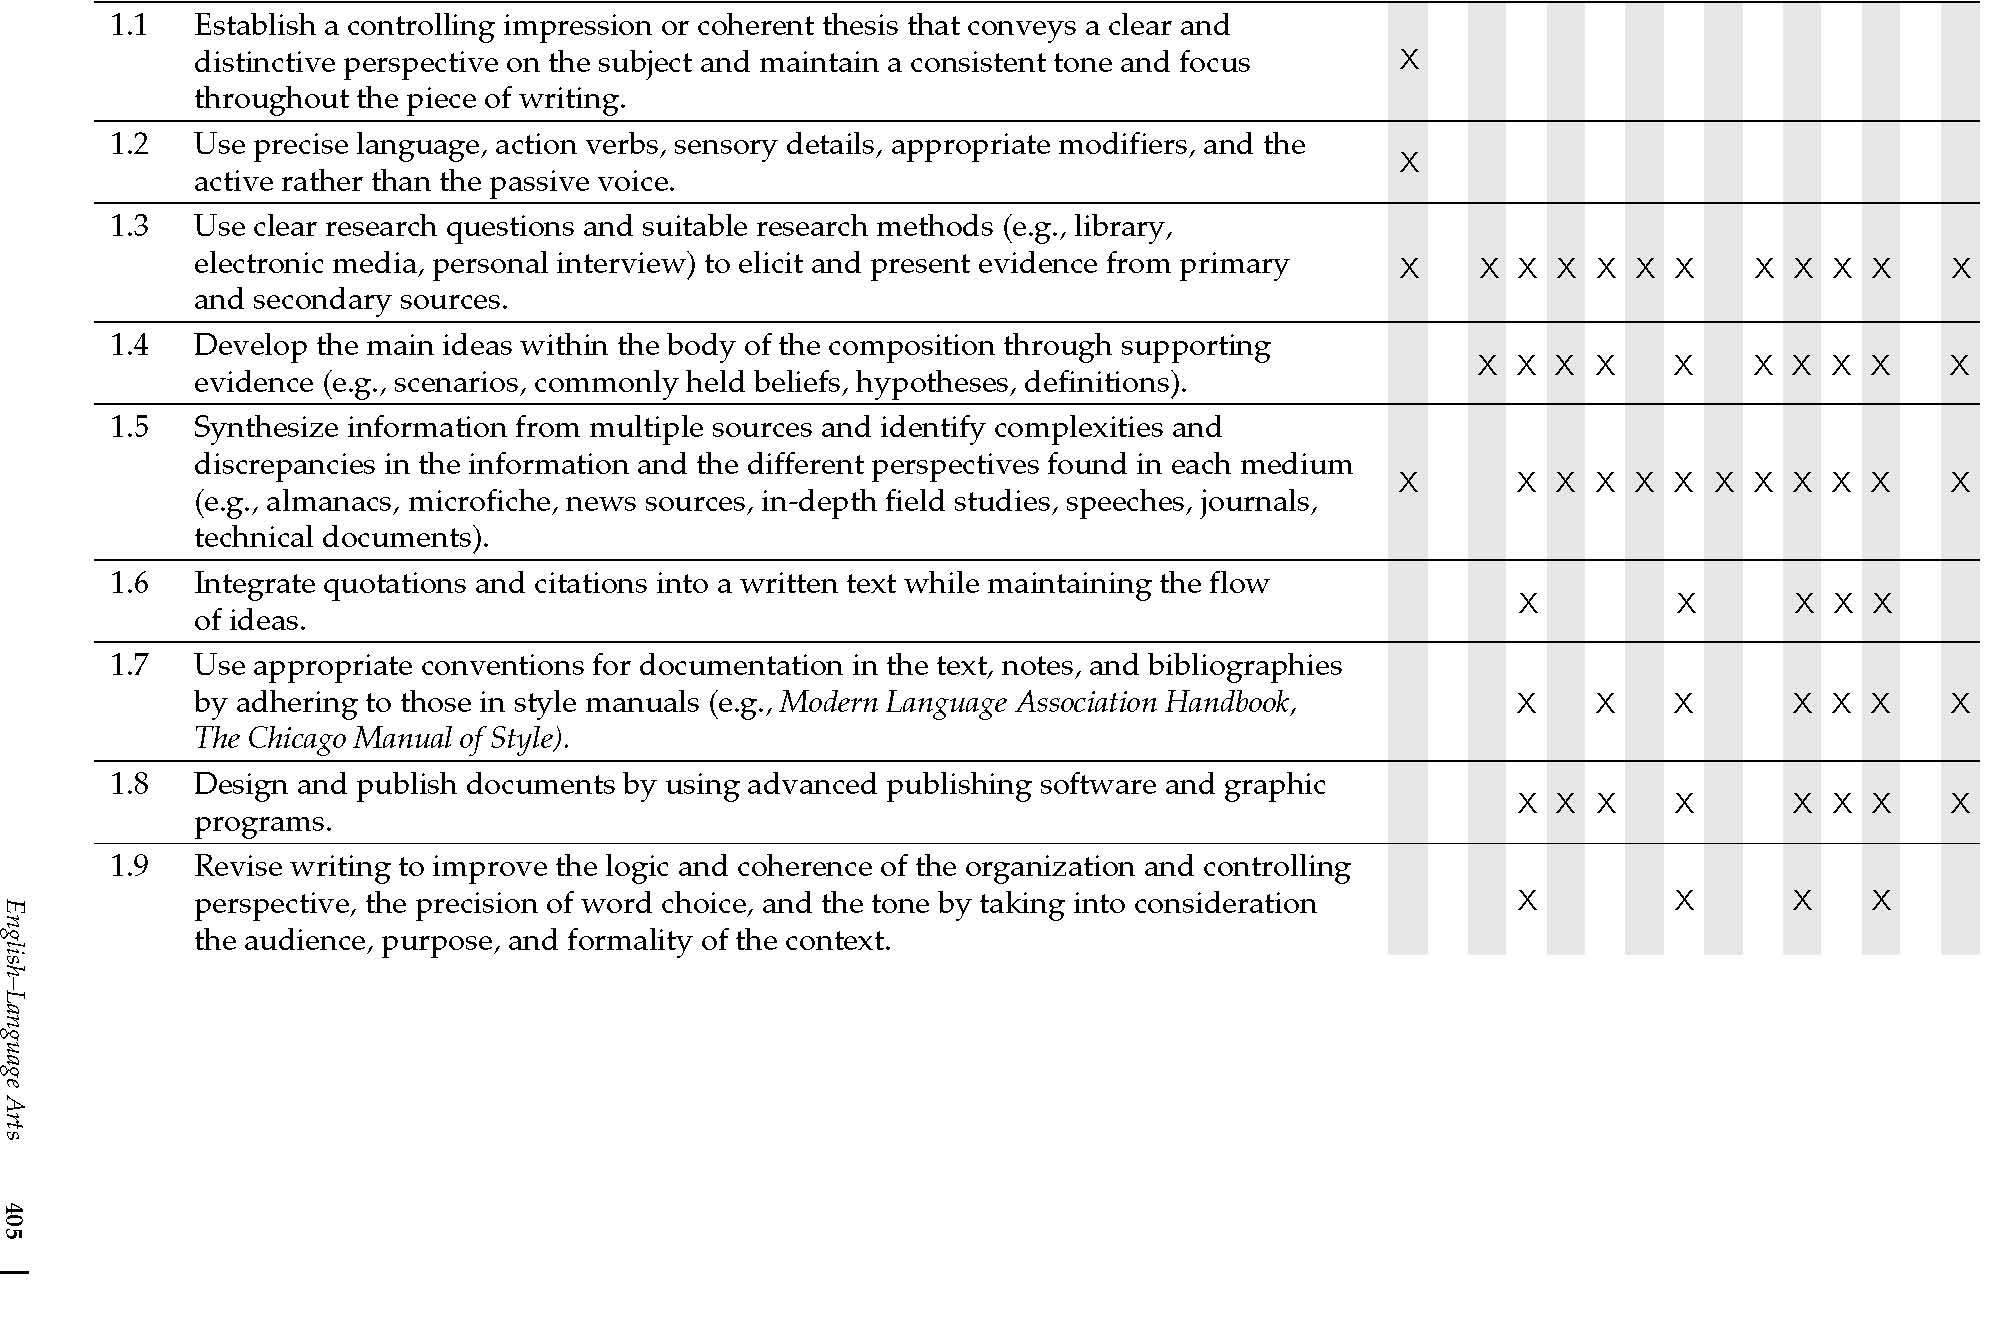 1.1 Establish a controlling impression or coherent thesis that conveys a clear and
distinctive perspective on the subject and maintain a consistent tone and focus
throughout the piece of writing.
X
1.2 Use precise language, action verbs, sensory details, appropriate modifiers, and the
active rather than the passive voice.
X
1.3 Use clear research questions and suitable research methods (e.g., library,
electronic media, personal interview) to elicit and present evidence from primary
and secondary sources.
X X X X X X X X X X X X
1.4 Develop the main ideas within the body of the composition through supporting
evidence (e.g., scenarios, commonly held beliefs, hypotheses, definitions).
X X X X X X X X X X
1.5 Synthesize information from multiple sources and identify complexities and
discrepancies in the information and the different perspectives found in each medium
(e.g., almanacs, microfiche, news sources, in-depth field studies, speeches, journals,
technical documents).
X X X X X X X X X X X X
1.6 Integrate quotations and citations into a written text while maintaining the flow
of ideas.
X X X X X
1.7 Use appropriate conventions for documentation in the text, notes, and bibliographies
by adhering to those in style manuals (e.g., Modern Language Association Handbook,
The Chicago Manual of Style).
X X X X X X X
1.8 Design and publish documents by using advanced publishing software and graphic
programs.
X X X X X X X X
1.9 Revise writing to improve the logic and coherence of the organization and controlling
perspective, the precision of word choice, and the tone by taking into consideration
the audience, purpose, and formality of the context.
X X X X
English–Language Arts 405